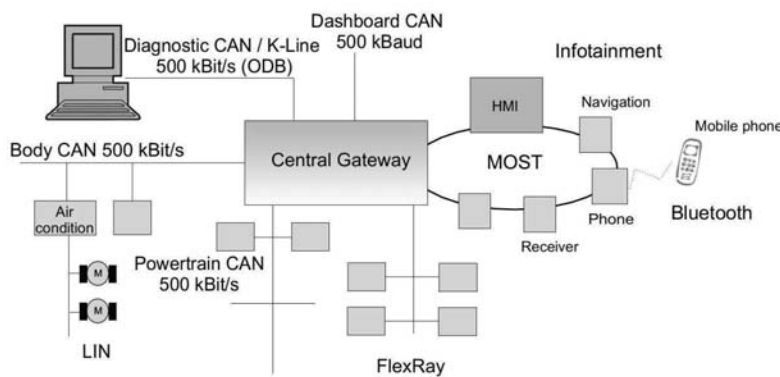 Dashboard CAN
500 kBaud
Diagnostic CAN / K-Line
500 kBit/s (ODB)
Infotainment
HMI
Navigation
Mobile phone
Body CAN 500 kBit/s
Central Gateway
MOST
Air
condition
Phone
Bluetooth
Receiver
Powertrain CAN
500 kBit/s
M
M
LIN
FlexRay